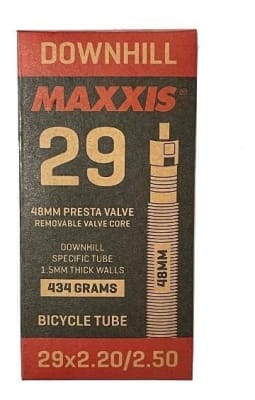 DOWNHILL
MAXXIS®
29
48MM PRESTA VALVE
REMOVABLE VALVE CORE
DOWNHILL
SPECIFIC TUBE
1.5MM THICK WALLS
434 GRAMS
48MM
BICYCLE TUBE
29x2.20/2.50